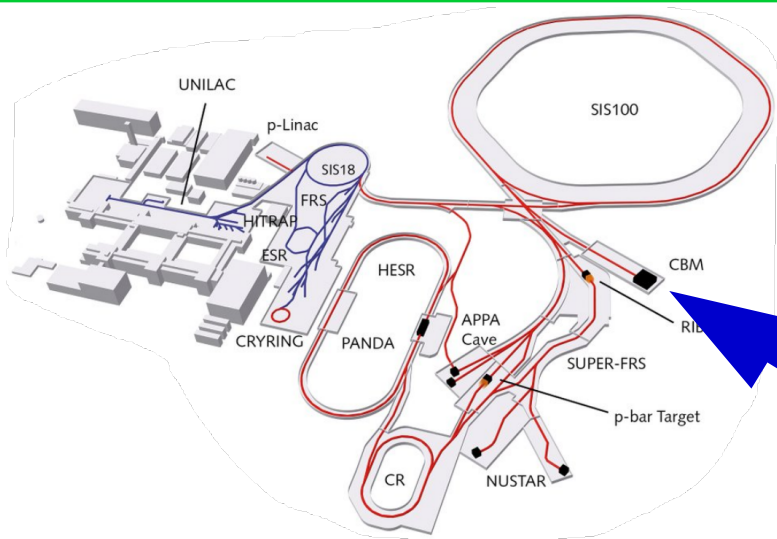 UNILAC
p-Linac
SIS18
SIS100
FRS
HITRAP
ESR
HESR
CBM
CRYRING
PANDA
APPA
Cave
SUPER-FRS
p-bar Target
CR
NUSTAR